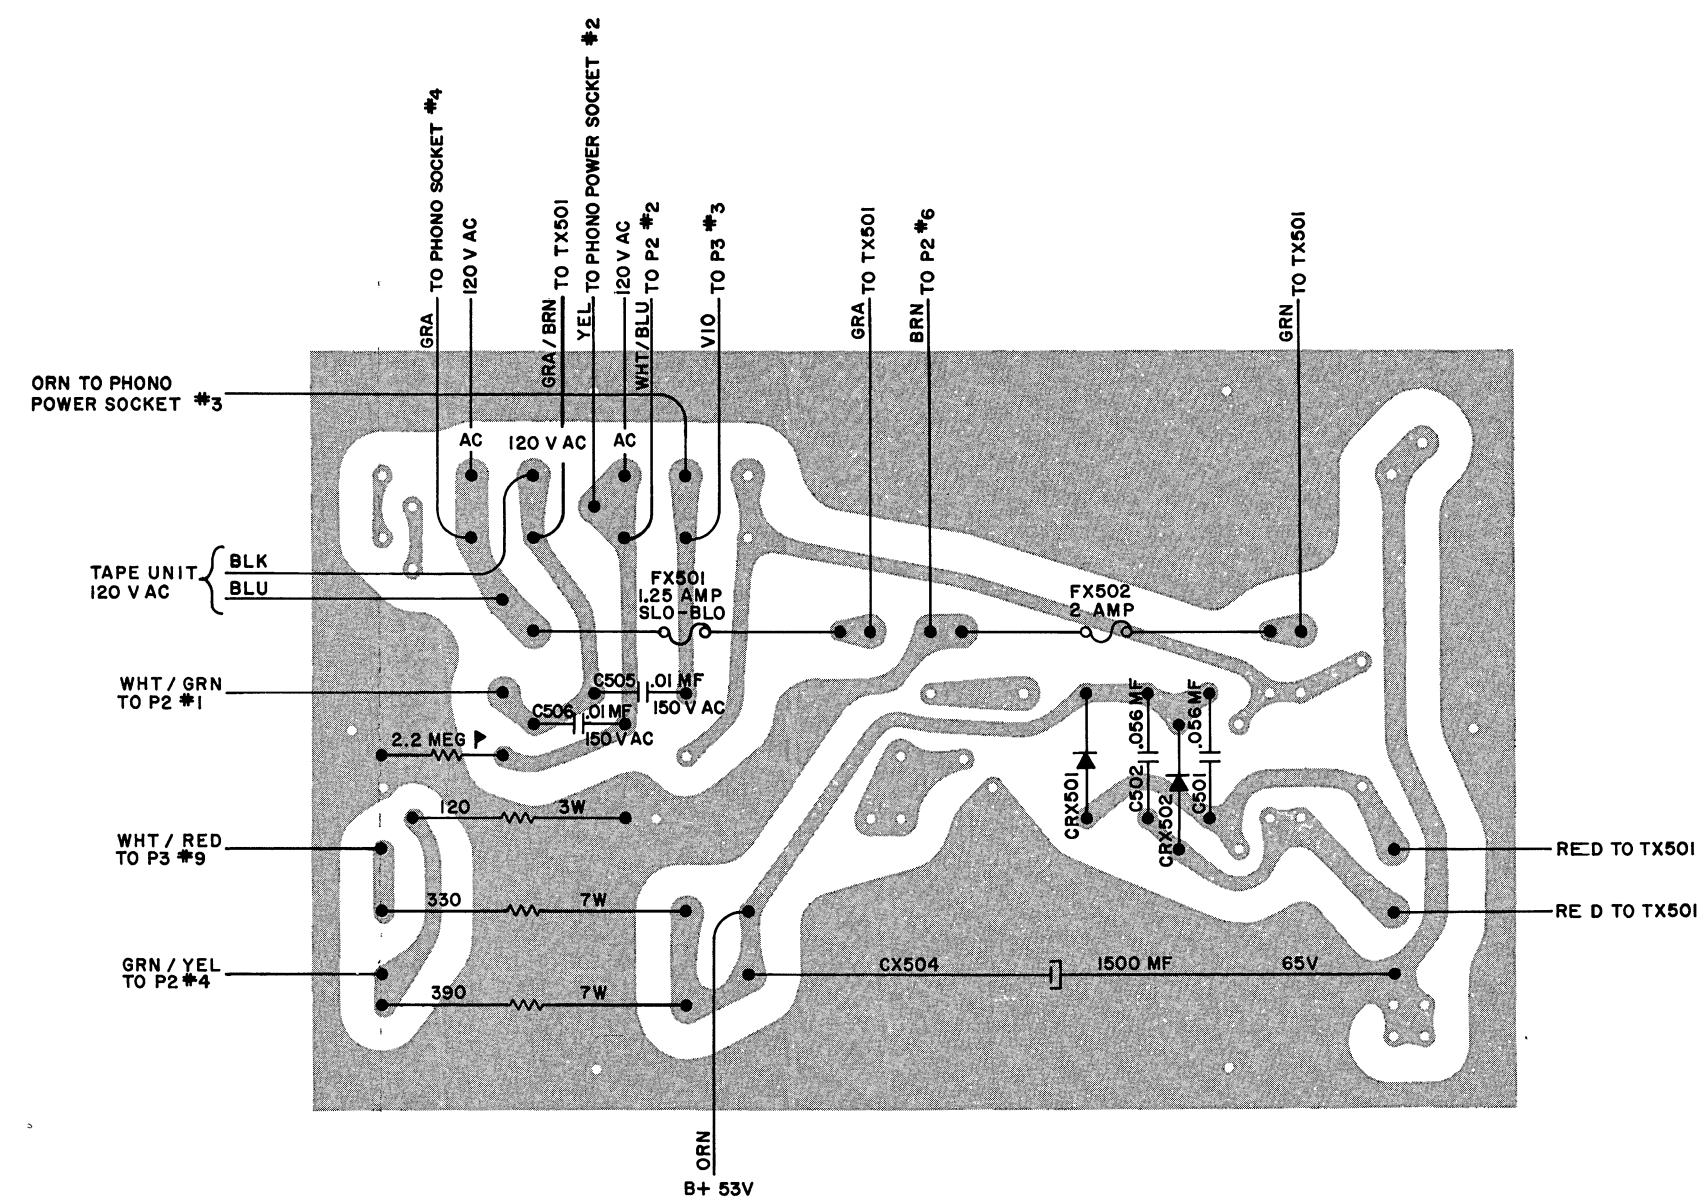 GRA TO PHONO SOCKET #4
120 V AC
GRA / BRN TO TX501
YEL TO PHONO POWER SOCKET #2
120 V AC
WHT/BLU TO P2 #2
VIO TO P3 #3
GRA TO TX501
BRN TO P2 #6
GRN TO TX501
ORN TO PHONO
POWER SOCKET #3
AC
120 V AC
AC
TAPE UNIT
120 V AC
BLK
BLU
FX501
1.25 AMP
SLO-BLO
FX502
2 AMP
WHT / GRN
TO P2 #1
C505 .01 MF
150 V AC
C506 .01 MF
150 V AC
2.2 MEG
CRX501
C502 .056 MF
CRX502
C501 .056 MF
120 3W
WHT / RED
TO P3 #9
RED TO TX501
330 7W
RED TO TX501
GRN / YEL
TO P2 #4
CX504 1500 MF 65V
390 7W
ORN
B+ 53V